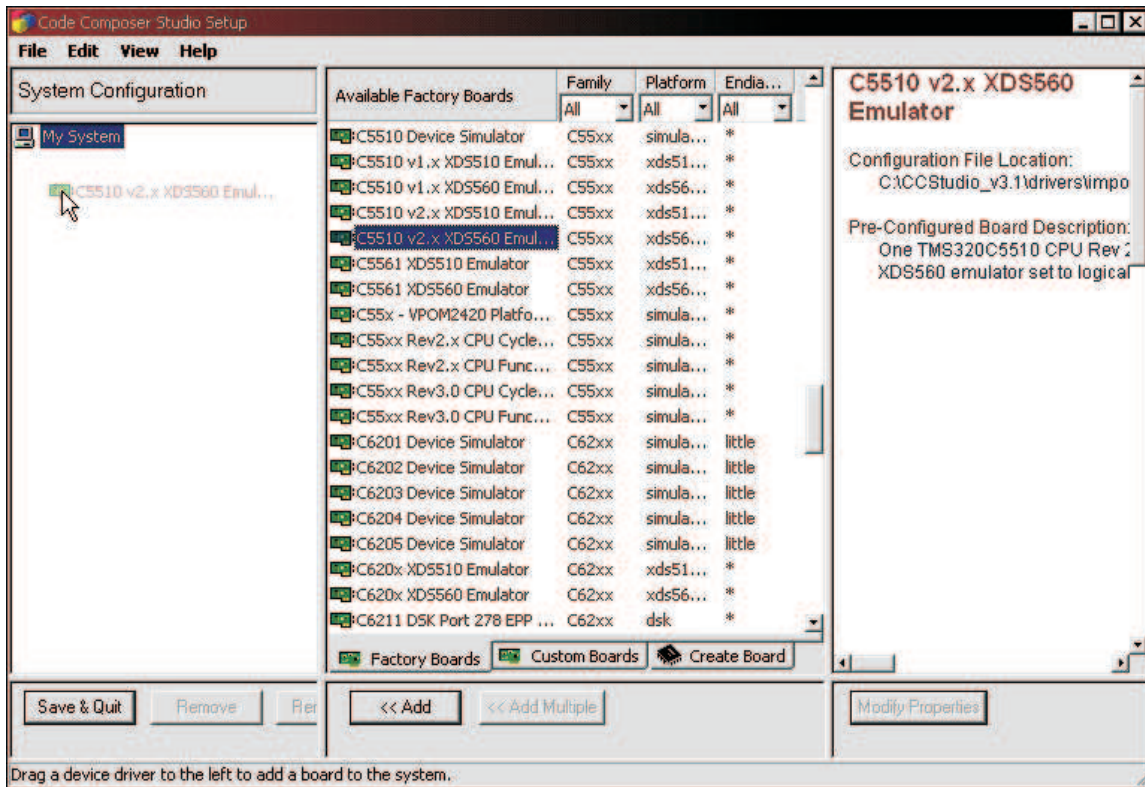 Code Composer Studio Setup
File Edit View Help
System Configuration
My System
C5510 v2.x XDS560 Emul...
Available Factory Boards Family Platform Endia...
All All All
C5510 Device Simulator C55xx simula... *
C5510 v1.x XDS510 Emul... C55xx xds51... *
C5510 v1.x XDS560 Emul... C55xx xds56... *
C5510 v2.x XDS510 Emul... C55xx xds51... *
C5510 v2.x XDS560 Emul... C55xx xds56... *
C5561 XDS510 Emulator C55xx xds51... *
C5561 XDS560 Emulator C55xx xds56... *
C55x - VPOM2420 Platfo... C55xx simula... *
C55xx Rev2.x CPU Cycle... C55xx simula... *
C55xx Rev2.x CPU Func... C55xx simula... *
C55xx Rev3.0 CPU Cycle... C55xx simula... *
C55xx Rev3.0 CPU Func... C55xx simula... *
C6201 Device Simulator C62xx simula... little
C6202 Device Simulator C62xx simula... little
C6203 Device Simulator C62xx simula... little
C6204 Device Simulator C62xx simula... little
C6205 Device Simulator C62xx simula... little
C620x XDS510 Emulator C62xx xds51... *
C620x XDS560 Emulator C62xx xds56... *
C6211 DSK Port 278 EPP ... C62xx dsk *
Factory Boards Custom Boards Create Board
C5510 v2.x XDS560
Emulator
Configuration File Location:
C:\CCStudio_v3.1\drivers\impo
Pre-Configured Board Description:
One TMS320C5510 CPU Rev
XDS560 emulator set to logical
Save & Quit Remove Rer
<< Add << Add Multiple
Modify Properties
Drag a device driver to the left to add a board to the system.